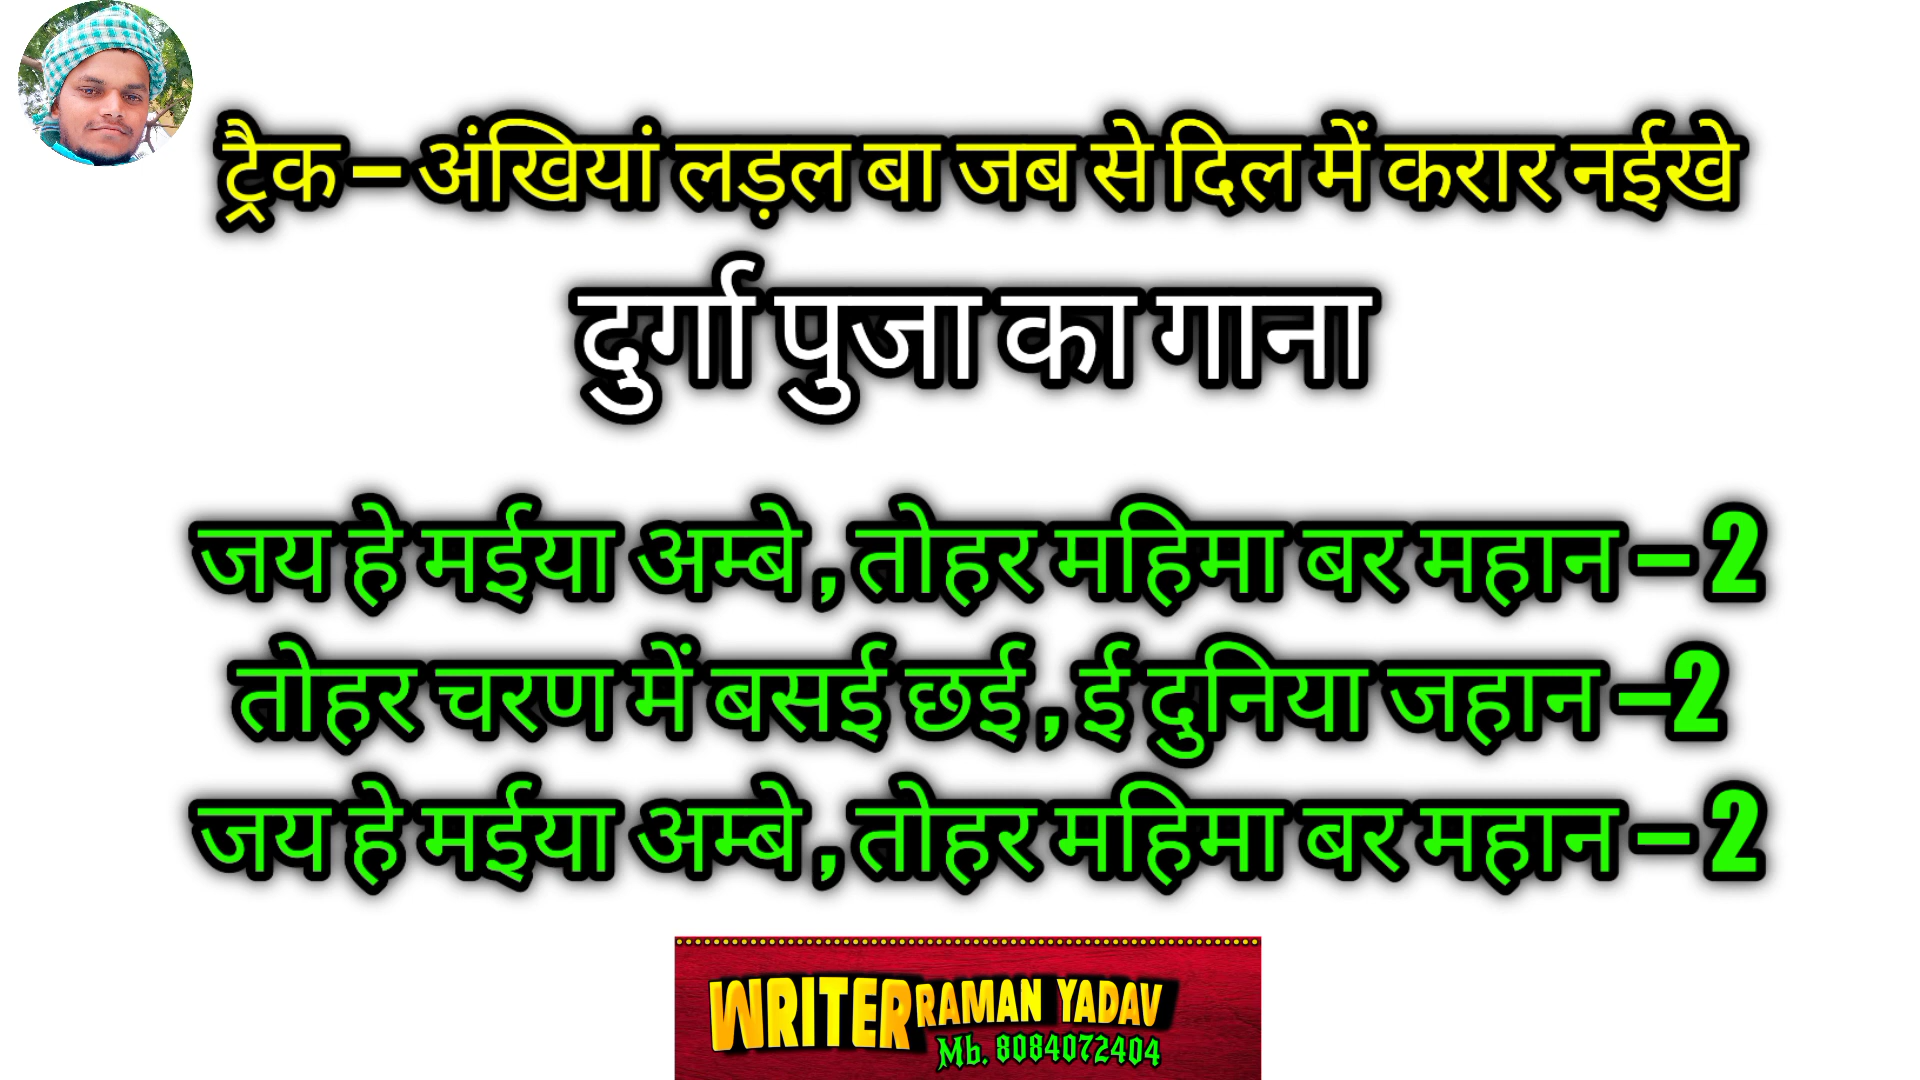 ट्रैक – अंखियां लड़ल बा जब से दिल में करार नईखे
दुर्गा पुजा का गाना
जय हे मईया अम्बे , तोहर महिमा बर महान – 2
तोहर चरण में बसई छई , ई दुनिया जहान –2
जय हे मईया अम्बे , तोहर महिमा बर महान – 2
WRITER RAMAN YADAV
Mb. 8084072404